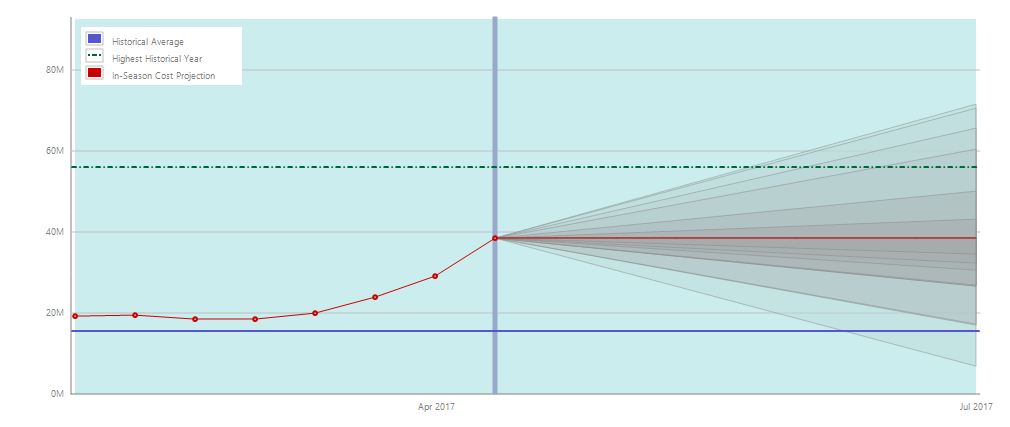 Historical Average
Highest Historical Year
In-Season Cost Projection
80M
60M
40M
20M
0M
Apr 2017
Jul 2017